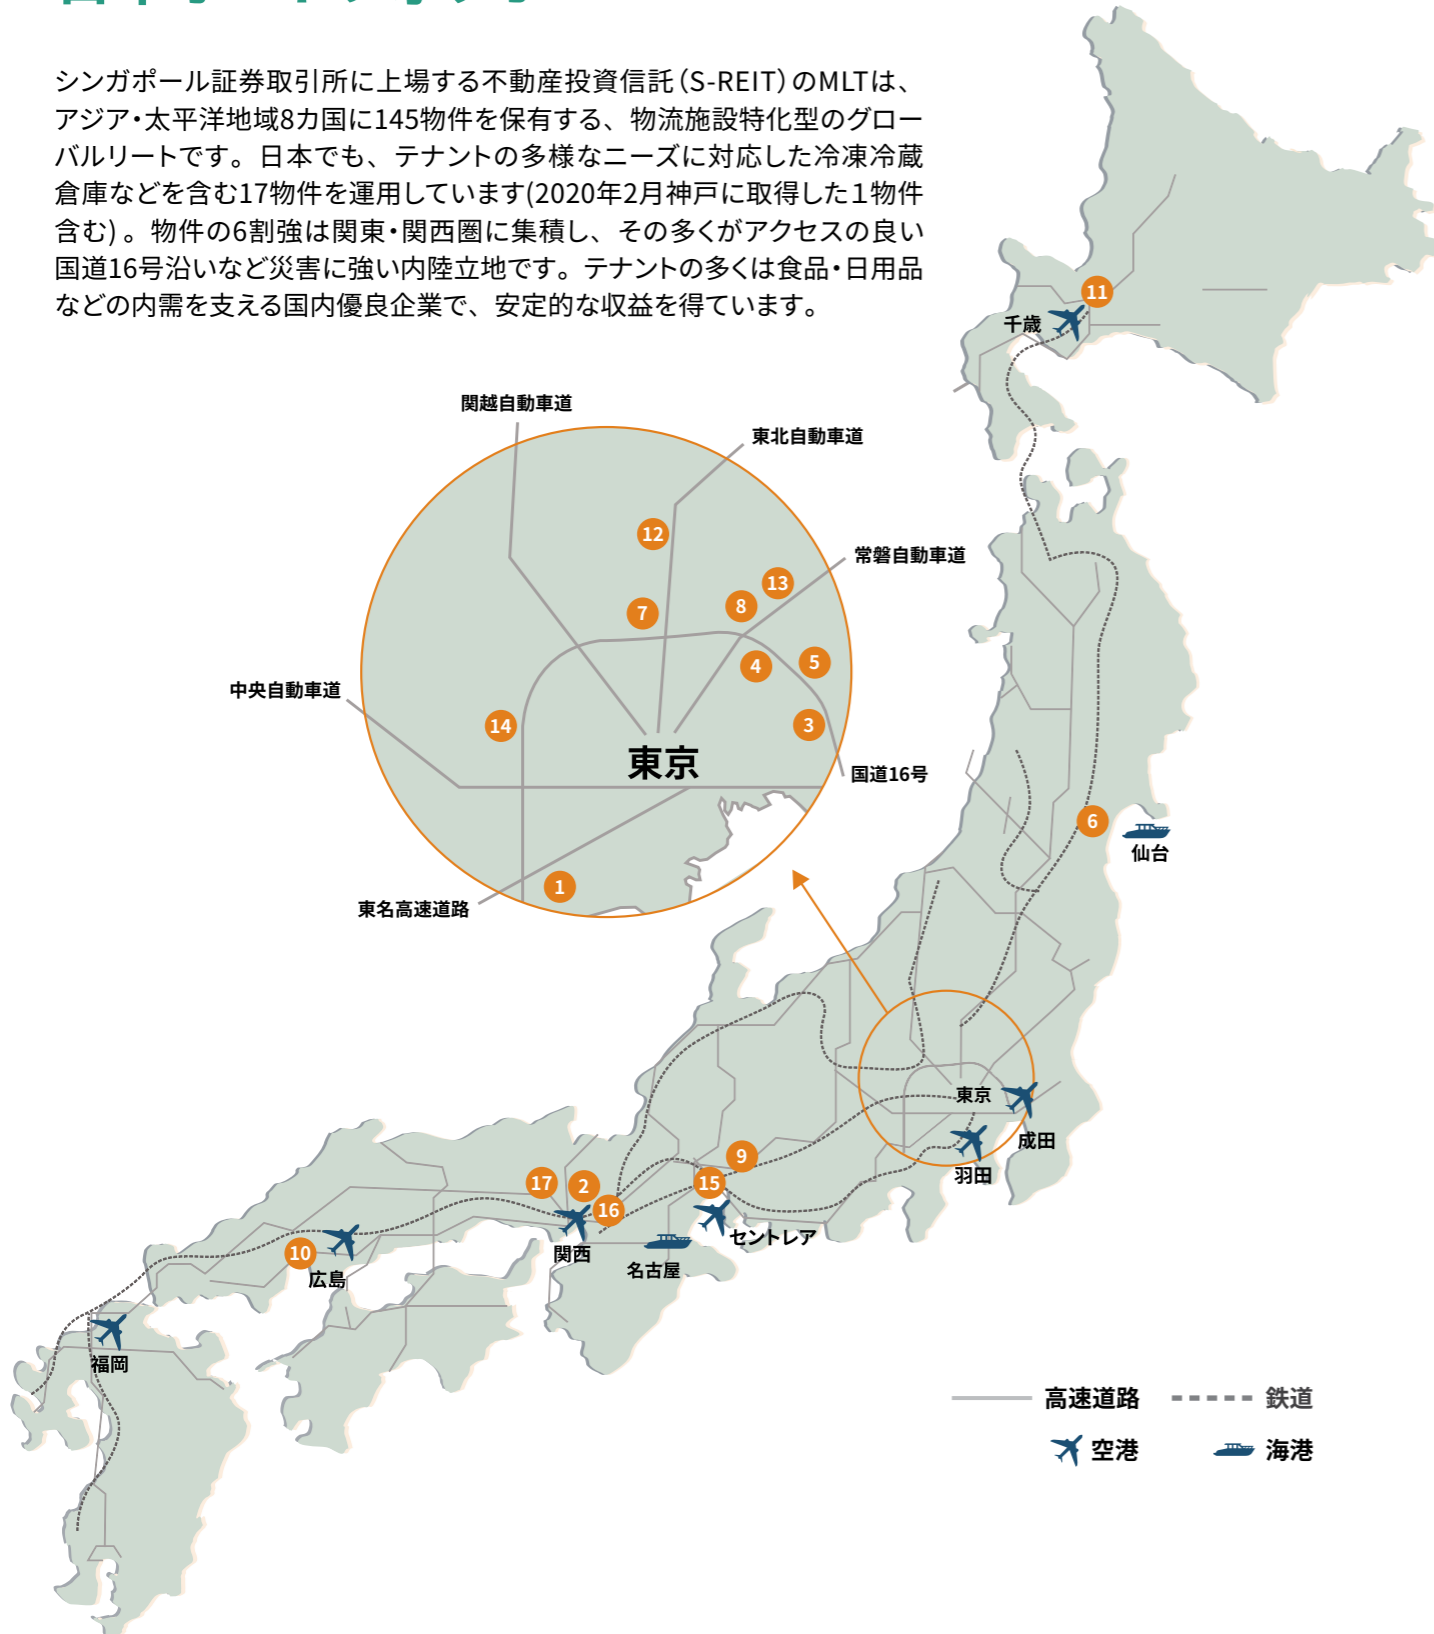 シンガポール証券取引所に上場する不動産投資信託(S-REIT)のMLTは、
アジア・太平洋地域8カ国に145物件を保有する、物流施設特化型のグロー
バルリートです。日本でも、テナントの多様なニーズに対応した冷凍冷蔵
倉庫などを含む17物件を運用しています(2020年2月神戸に取得した1物件
含む)。物件の6割強は関東・関西圏に集積し、その多くがアクセスの良い
国道16号沿いなど災害に強い内陸立地です。テナントの多くは食品・日用品
などの内需を支える国内優良企業で、安定的な収益を得ています。
11
千歳
関越自動車道
東北自動車道
12
常磐自動車道
13
8
7
4
5
中央自動車道
14
3
東京
国道16号
6
仙台
1
東名高速道路
東京
成田
羽田
9
17
2
15
16
関西
セントレア
名古屋
10
広島
福岡
高速道路
鉄道
空港
海港